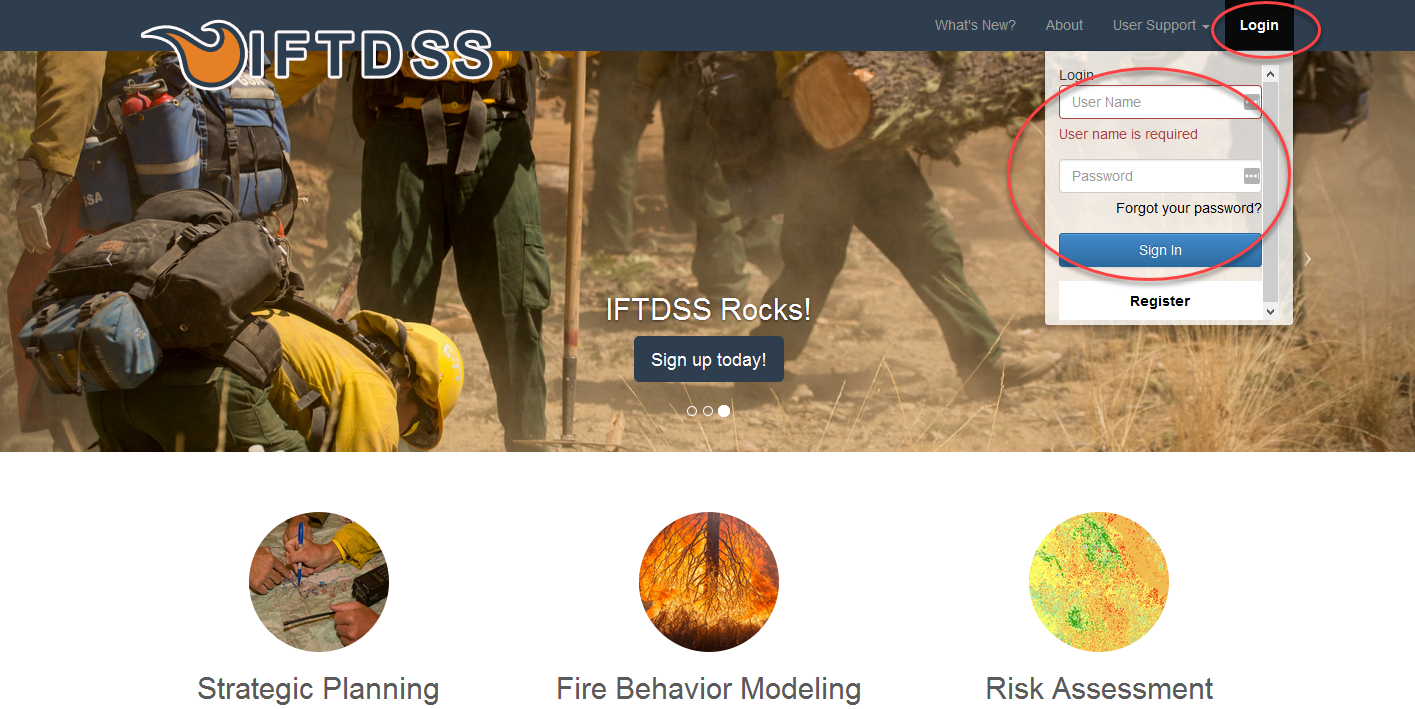 IFTDSS
What's New?
About
User Support
Login
Login
User Name
User name is required
Password
Forgot your password?
Sign In
Register
SSA
IFTDSS Rocks!
Sign up today!
Strategic Planning
Fire Behavior Modeling
Risk Assessment